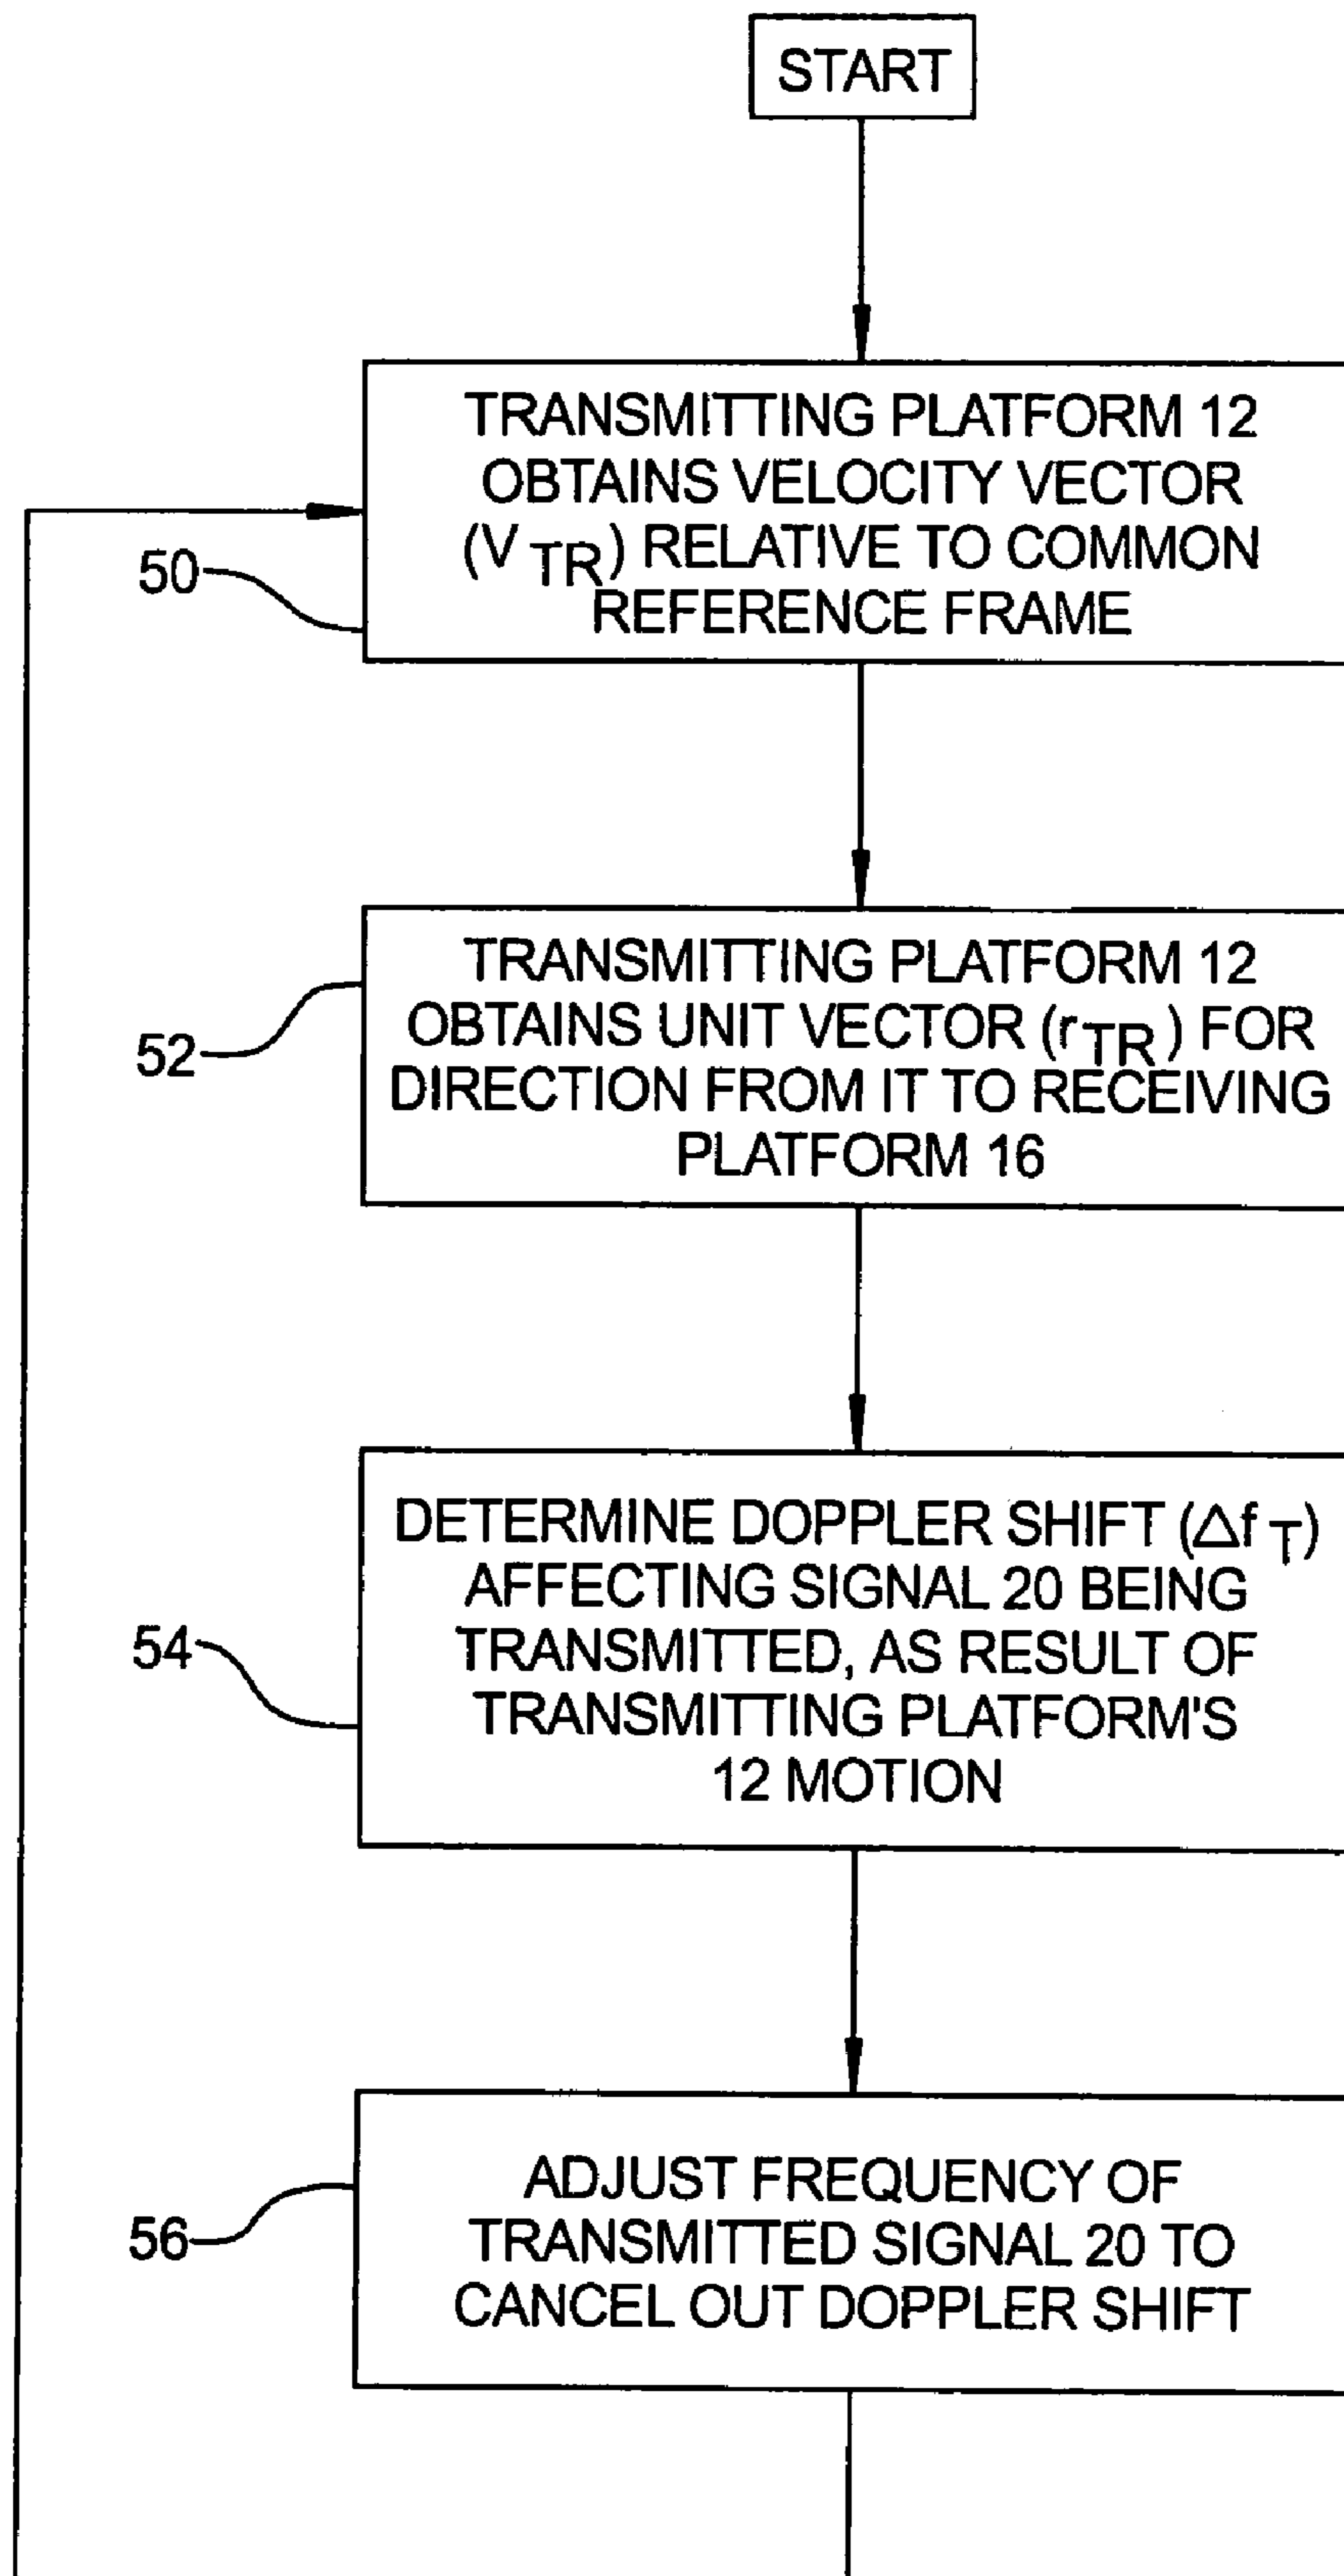 START
TRANSMITTING PLATFORM 12
OBTAINS VELOCITY VECTOR
(V TR) RELATIVE TO COMMON
REFERENCE FRAME
50
TRANSMITTING PLATFORM 12
OBTAINS UNIT VECTOR (rTR) FOR
DIRECTION FROM IT TO RECEIVING
PLATFORM 16
52
DETERMINE DOPPLER SHIFT (Δf T)
AFFECTING SIGNAL 20 BEING
TRANSMITTED, AS RESULT OF
TRANSMITTING PLATFORM'S
12 MOTION
54
ADJUST FREQUENCY OF
TRANSMITTED SIGNAL 20 TO
CANCEL OUT DOPPLER SHIFT
56